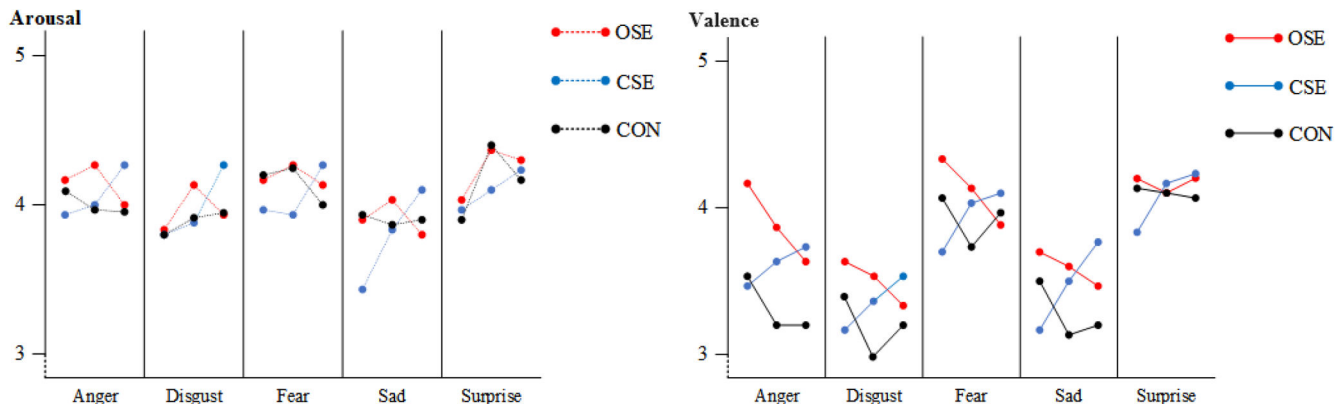 Arousal
5
4
3
Anger Disgust Fear Sad Surprise
OSE
CSE
CON
Valence
5
4
3
Anger Disgust Fear Sad Surprise
OSE
CSE
CON